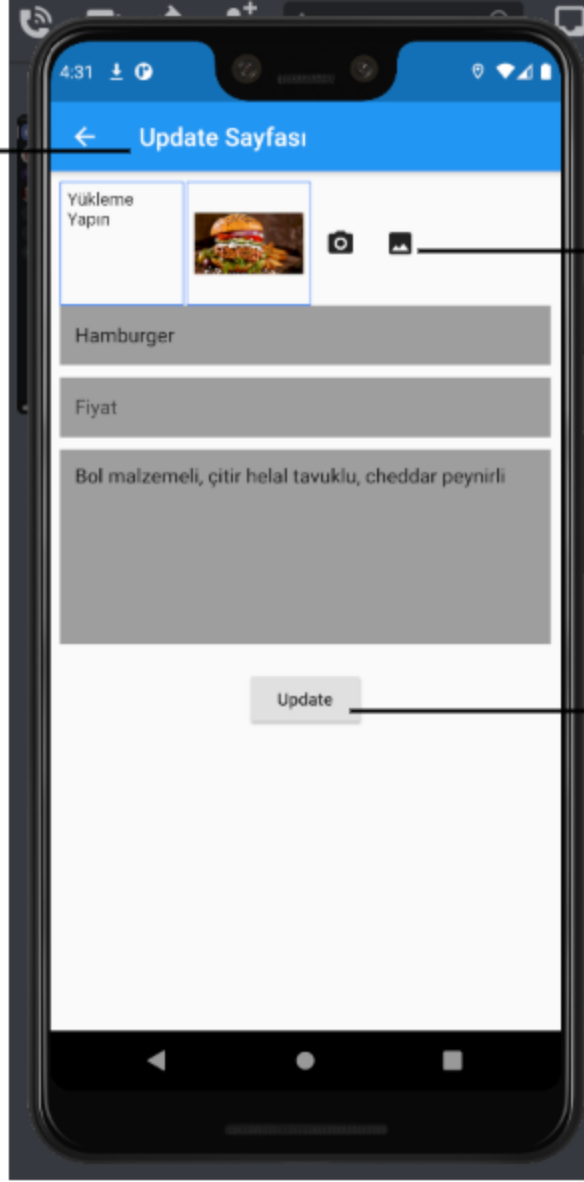 4:31
Update Sayfası
Yükleme
Yapın
Hamburger
Fiyat
Bol malzemeli, çitir helal tavuklu, cheddar peynirli
Update